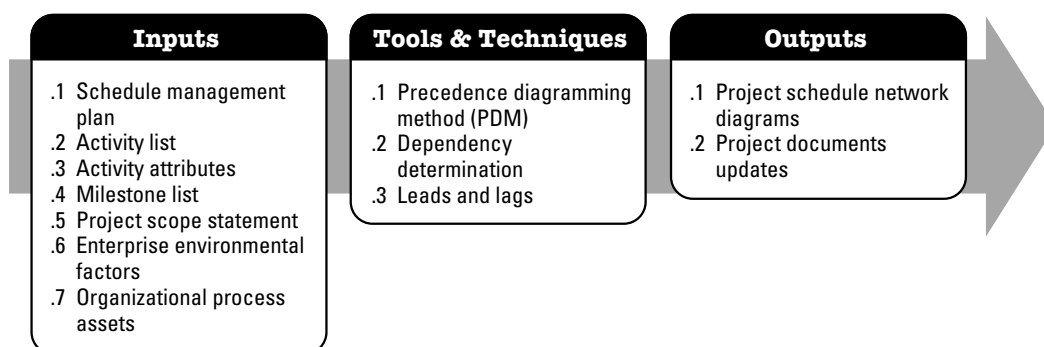 Inputs
.1 Schedule management
plan
.2 Activity list
.3 Activity attributes
.4 Milestone list
.5 Project scope statement
.6 Enterprise environmental
factors
.7 Organizational process
assets
Tools & Techniques
.1 Precedence diagramming
method (PDM)
.2 Dependency
determination
.3 Leads and lags
Outputs
.1 Project schedule network
diagrams
.2 Project documents
updates